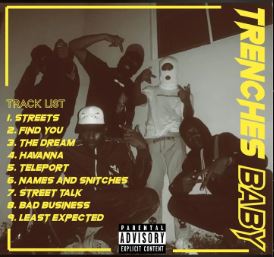 TRENCHES BABY
TRACK LIST
1. STREETS
2. FIND YOU
3. THE DREAM
4. HAVANNA
5. TELEPORT
6. NAMES AND SNITCHES
7. STREET TALK
8. BAD BUSINESS
9. LEAST EXPECTED
PARENTAL
ADVISORY
EXPLICIT CONTENT